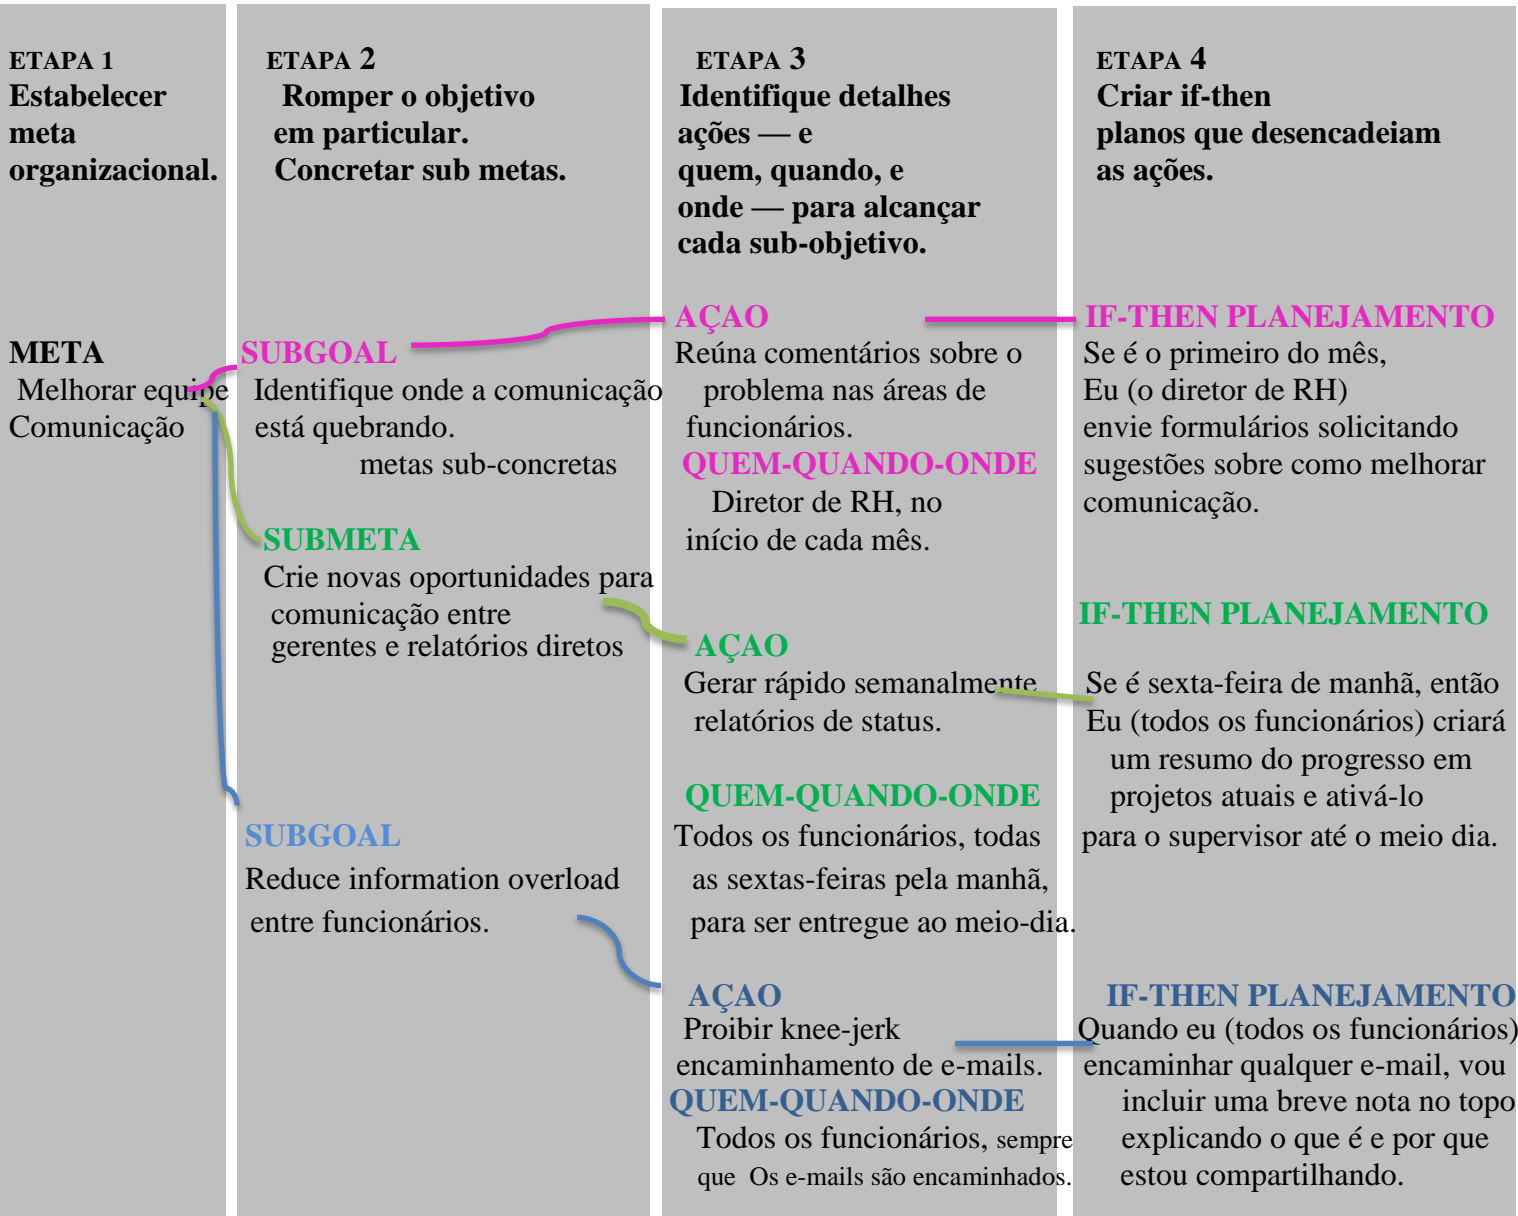 ETAPA 1
Estabelecer
meta
organizacional.
META
Melhorar equipe
Comunicação
ETAPA 2
Romper o objetivo
em particular.
Concretar sub metas.
SUBGOAL
Identifique onde a comunicação
está quebrando.
metas sub-concretas
SUBMETA
Crie novas oportunidades para
comunicação entre
gerentes e relatórios diretos
SUBGOAL
Reduce information overload
entre funcionários.
ETAPA 3
Identifique detalhes
ações — e
quem, quando, e
onde — para alcançar
cada sub-objetivo.
AÇAO
Reúna comentários sobre o
problema nas áreas de
funcionários.
QUEM-QUANDO-ONDE
Diretor de RH, no
início de cada mês.
AÇAO
Gerar rápido semanalmente
relatórios de status.
QUEM-QUANDO-ONDE
Todos os funcionários, todas
as sextas-feiras pela manhã,
para ser entregue ao meio-dia.
AÇAO
Proibir knee-jerk
encaminhamento de e-mails.
QUEM-QUANDO-ONDE
Todos os funcionários, sempre
que Os e-mails são encaminhados.
ETAPA 4
Criar if-then
planos que desencadeiam
as ações.
IF-THEN PLANEJAMENTO
Se é o primeiro do mês,
Eu (o diretor de RH)
envie formulários solicitando
sugestões sobre como melhorar
comunicação.
IF-THEN PLANEJAMENTO
Se é sexta-feira de manhã, então
Eu (todos os funcionários) criará
um resumo do progresso em
projetos atuais e ativá-lo
para o supervisor até o meio dia.
IF-THEN PLANEJAMENTO
Quando eu (todos os funcionários)
encaminhar qualquer e-mail, vou
incluir uma breve nota no topo
explicando o que é e por que
estou compartilhando.